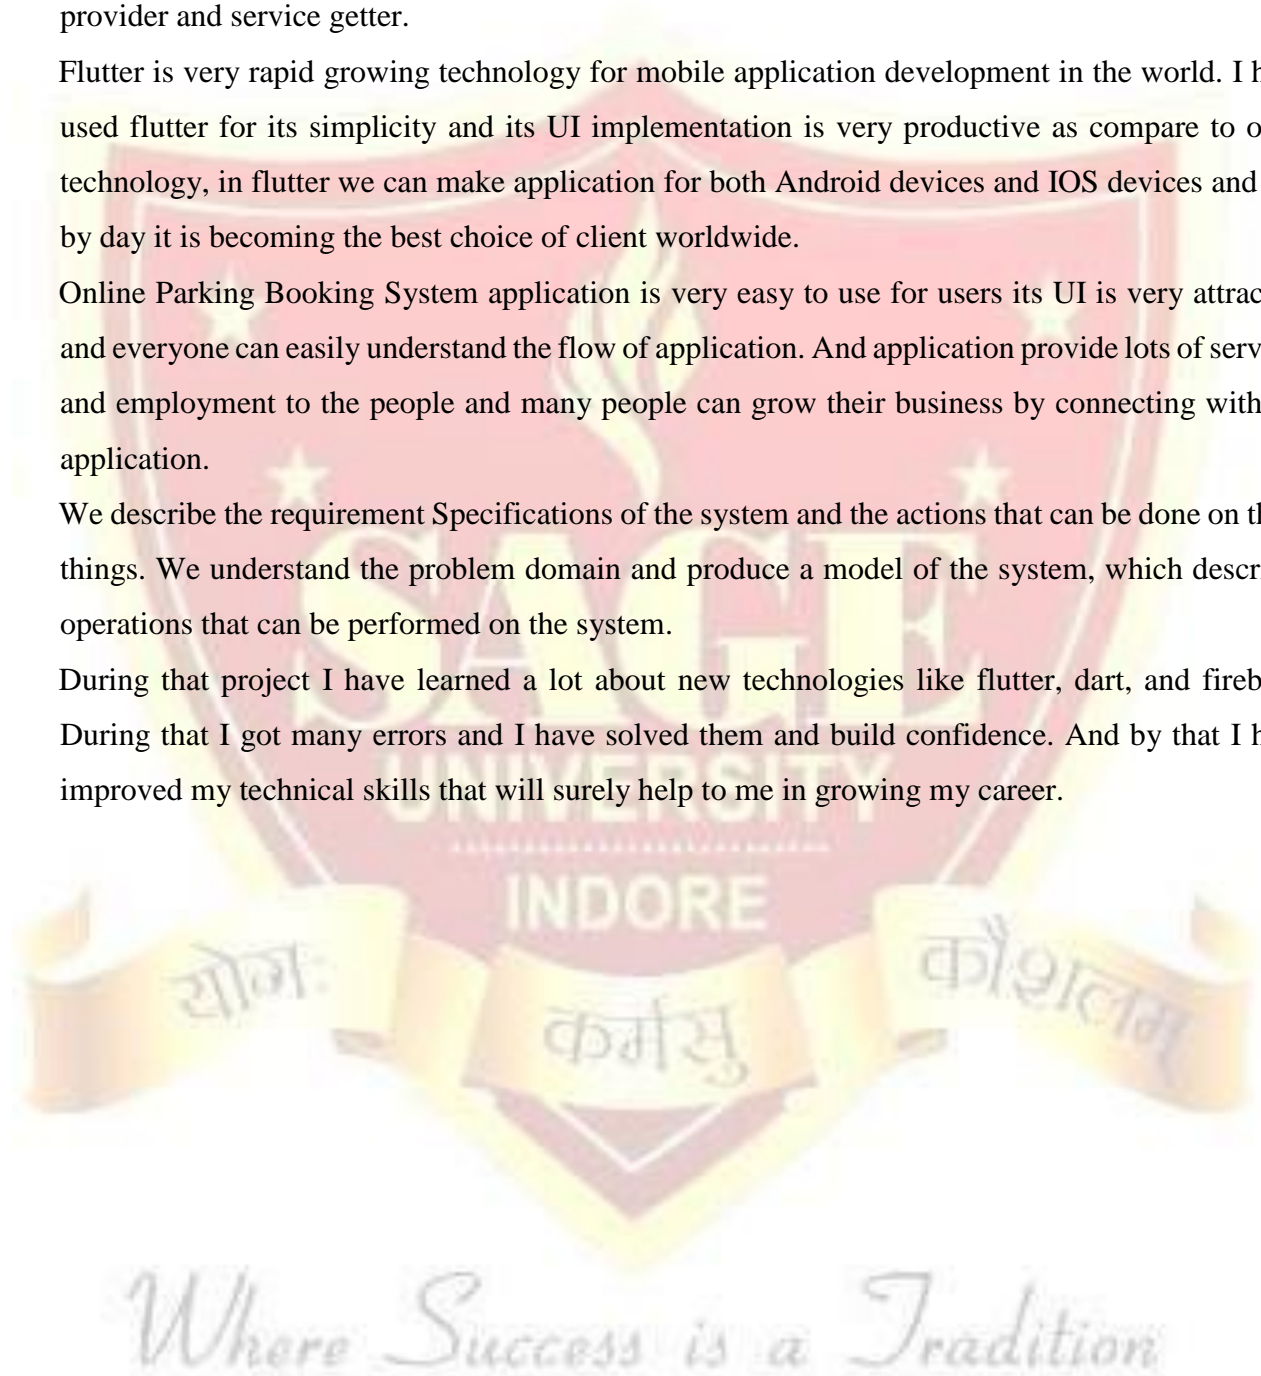 provider and service getter.
Flutter is very rapid growing technology for mobile application development in the world. I h
used flutter for its simplicity and its UI implementation is very productive as compare to o
technology, in flutter we can make application for both Android devices and IOS devices and
by day it is becoming the best choice of client worldwide.
Online Parking Booking System application is very easy to use for users its UI is very attrac
and everyone can easily understand the flow of application. And application provide lots of serv
and employment to the people and many people can grow their business by connecting with
application.
We describe the requirement Specifications of the system and the actions that can be done on th
things. We understand the problem domain and produce a model of the system, which descri
operations that can be performed on the system.
During that project I have learned a lot about new technologies like flutter, dart, and fireb
During that I got many errors and I have solved them and build confidence. And by that I h
improved my technical skills that will surely help to me in growing my career.
SAGE
UNIVERSITY
INDORE
योगः कर्मसु कौशलम्
Where Success is a Tradition